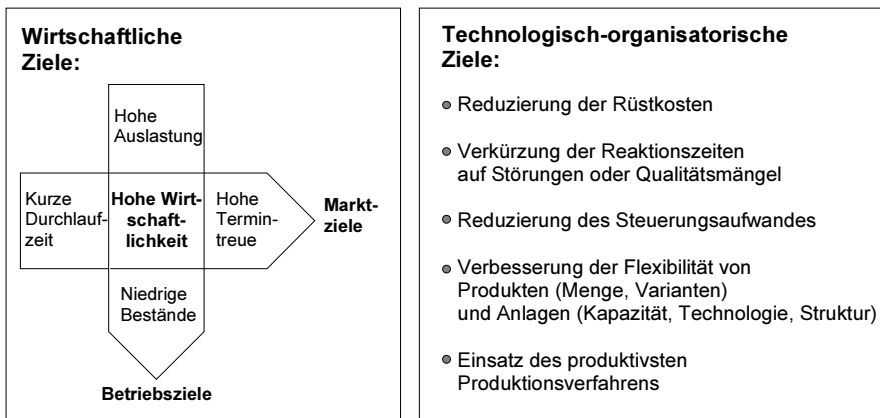 Wirtschaftliche
Ziele:
Hohe
Auslastung
Kurze
Durchlauf-
zeit
Hohe Wirt-
schaft-
lichkeit
Hohe
Termin-
treue
Markt-
ziele
Niedrige
Bestände
Betriebsziele
Technologisch-organisatorische
Ziele:
Reduzierung der Rüstkosten
Verkürzung der Reaktionszeiten
auf Störungen oder Qualitätsmängel
Reduzierung des Steuerungsaufwandes
Verbesserung der Flexibilität von
Produkten (Menge, Varianten)
und Anlagen (Kapazität, Technologie, Struktur)
Einsatz des produktivsten
Produktionsverfahrens